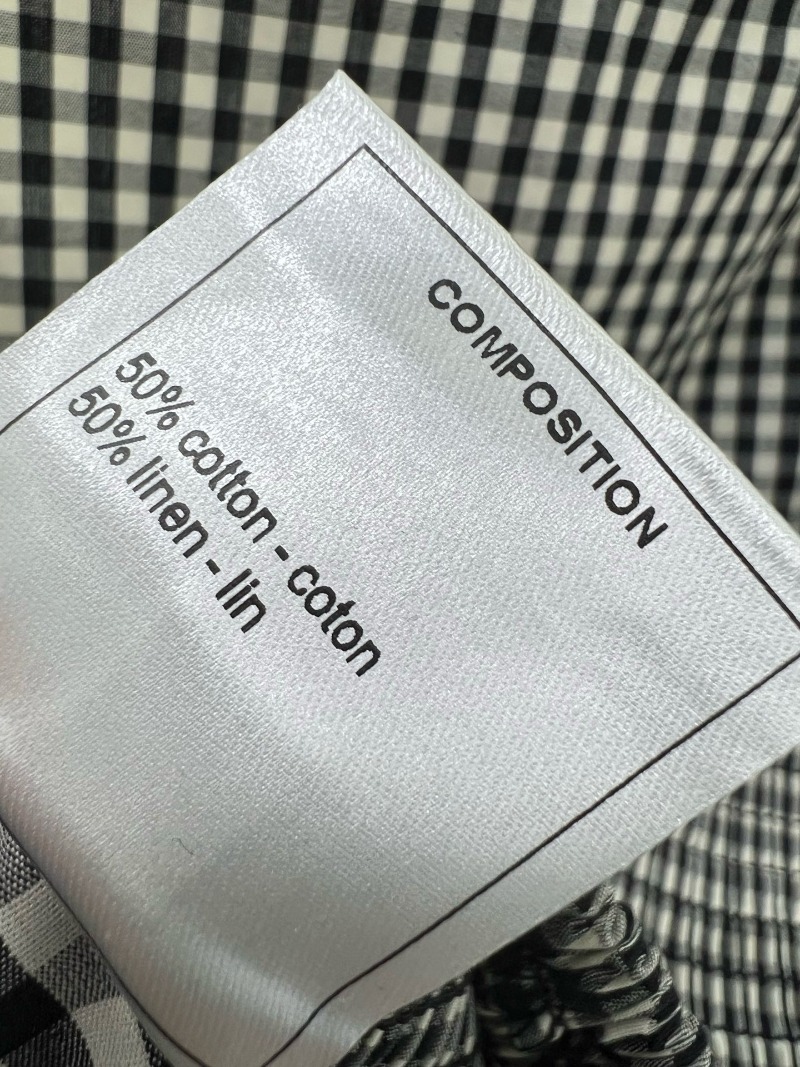 COMPOSITION
50% cotton - coton
50% linen - lin